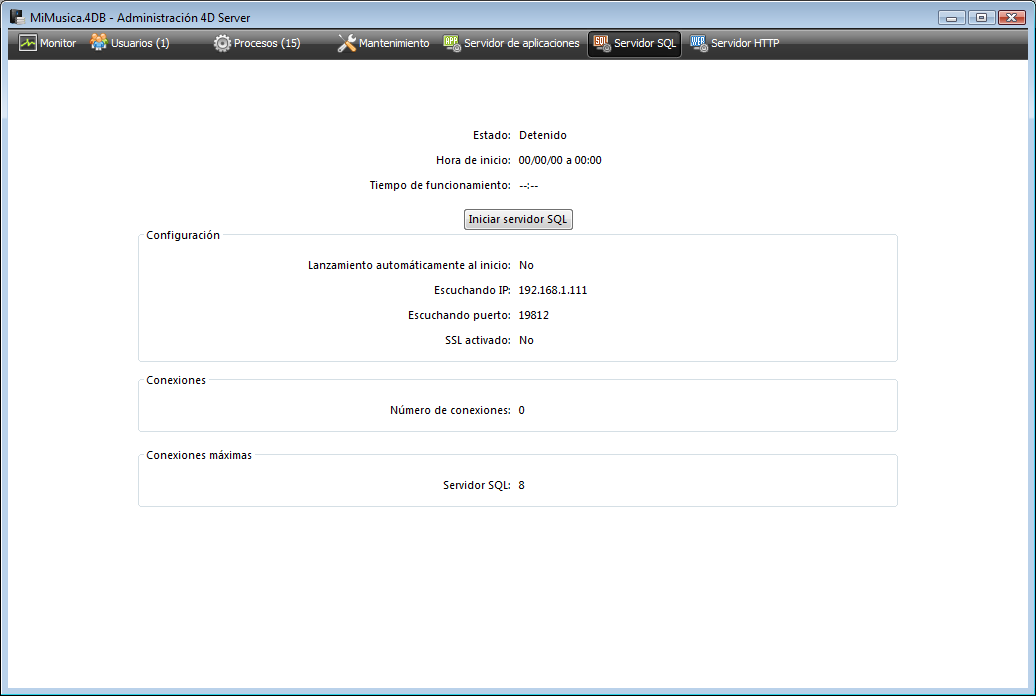 MiMusica.4DB - Administración 4D Server
Monitor Usuarios (1) Procesos (15) Mantenimiento APP Servidor de aplicaciones SQL Servidor SQL WEB Servidor HTTP
Estado: Detenido
Hora de inicio: 00/00/00 a 00:00
Tiempo de funcionamiento: --:--
Iniciar servidor SQL
Configuración
Lanzamiento automáticamente al inicio: No
Escuchando IP: 192.168.1.111
Escuchando puerto: 19812
SSL activado: No
Conexiones
Número de conexiones: 0
Conexiones máximas
Servidor SQL: 8